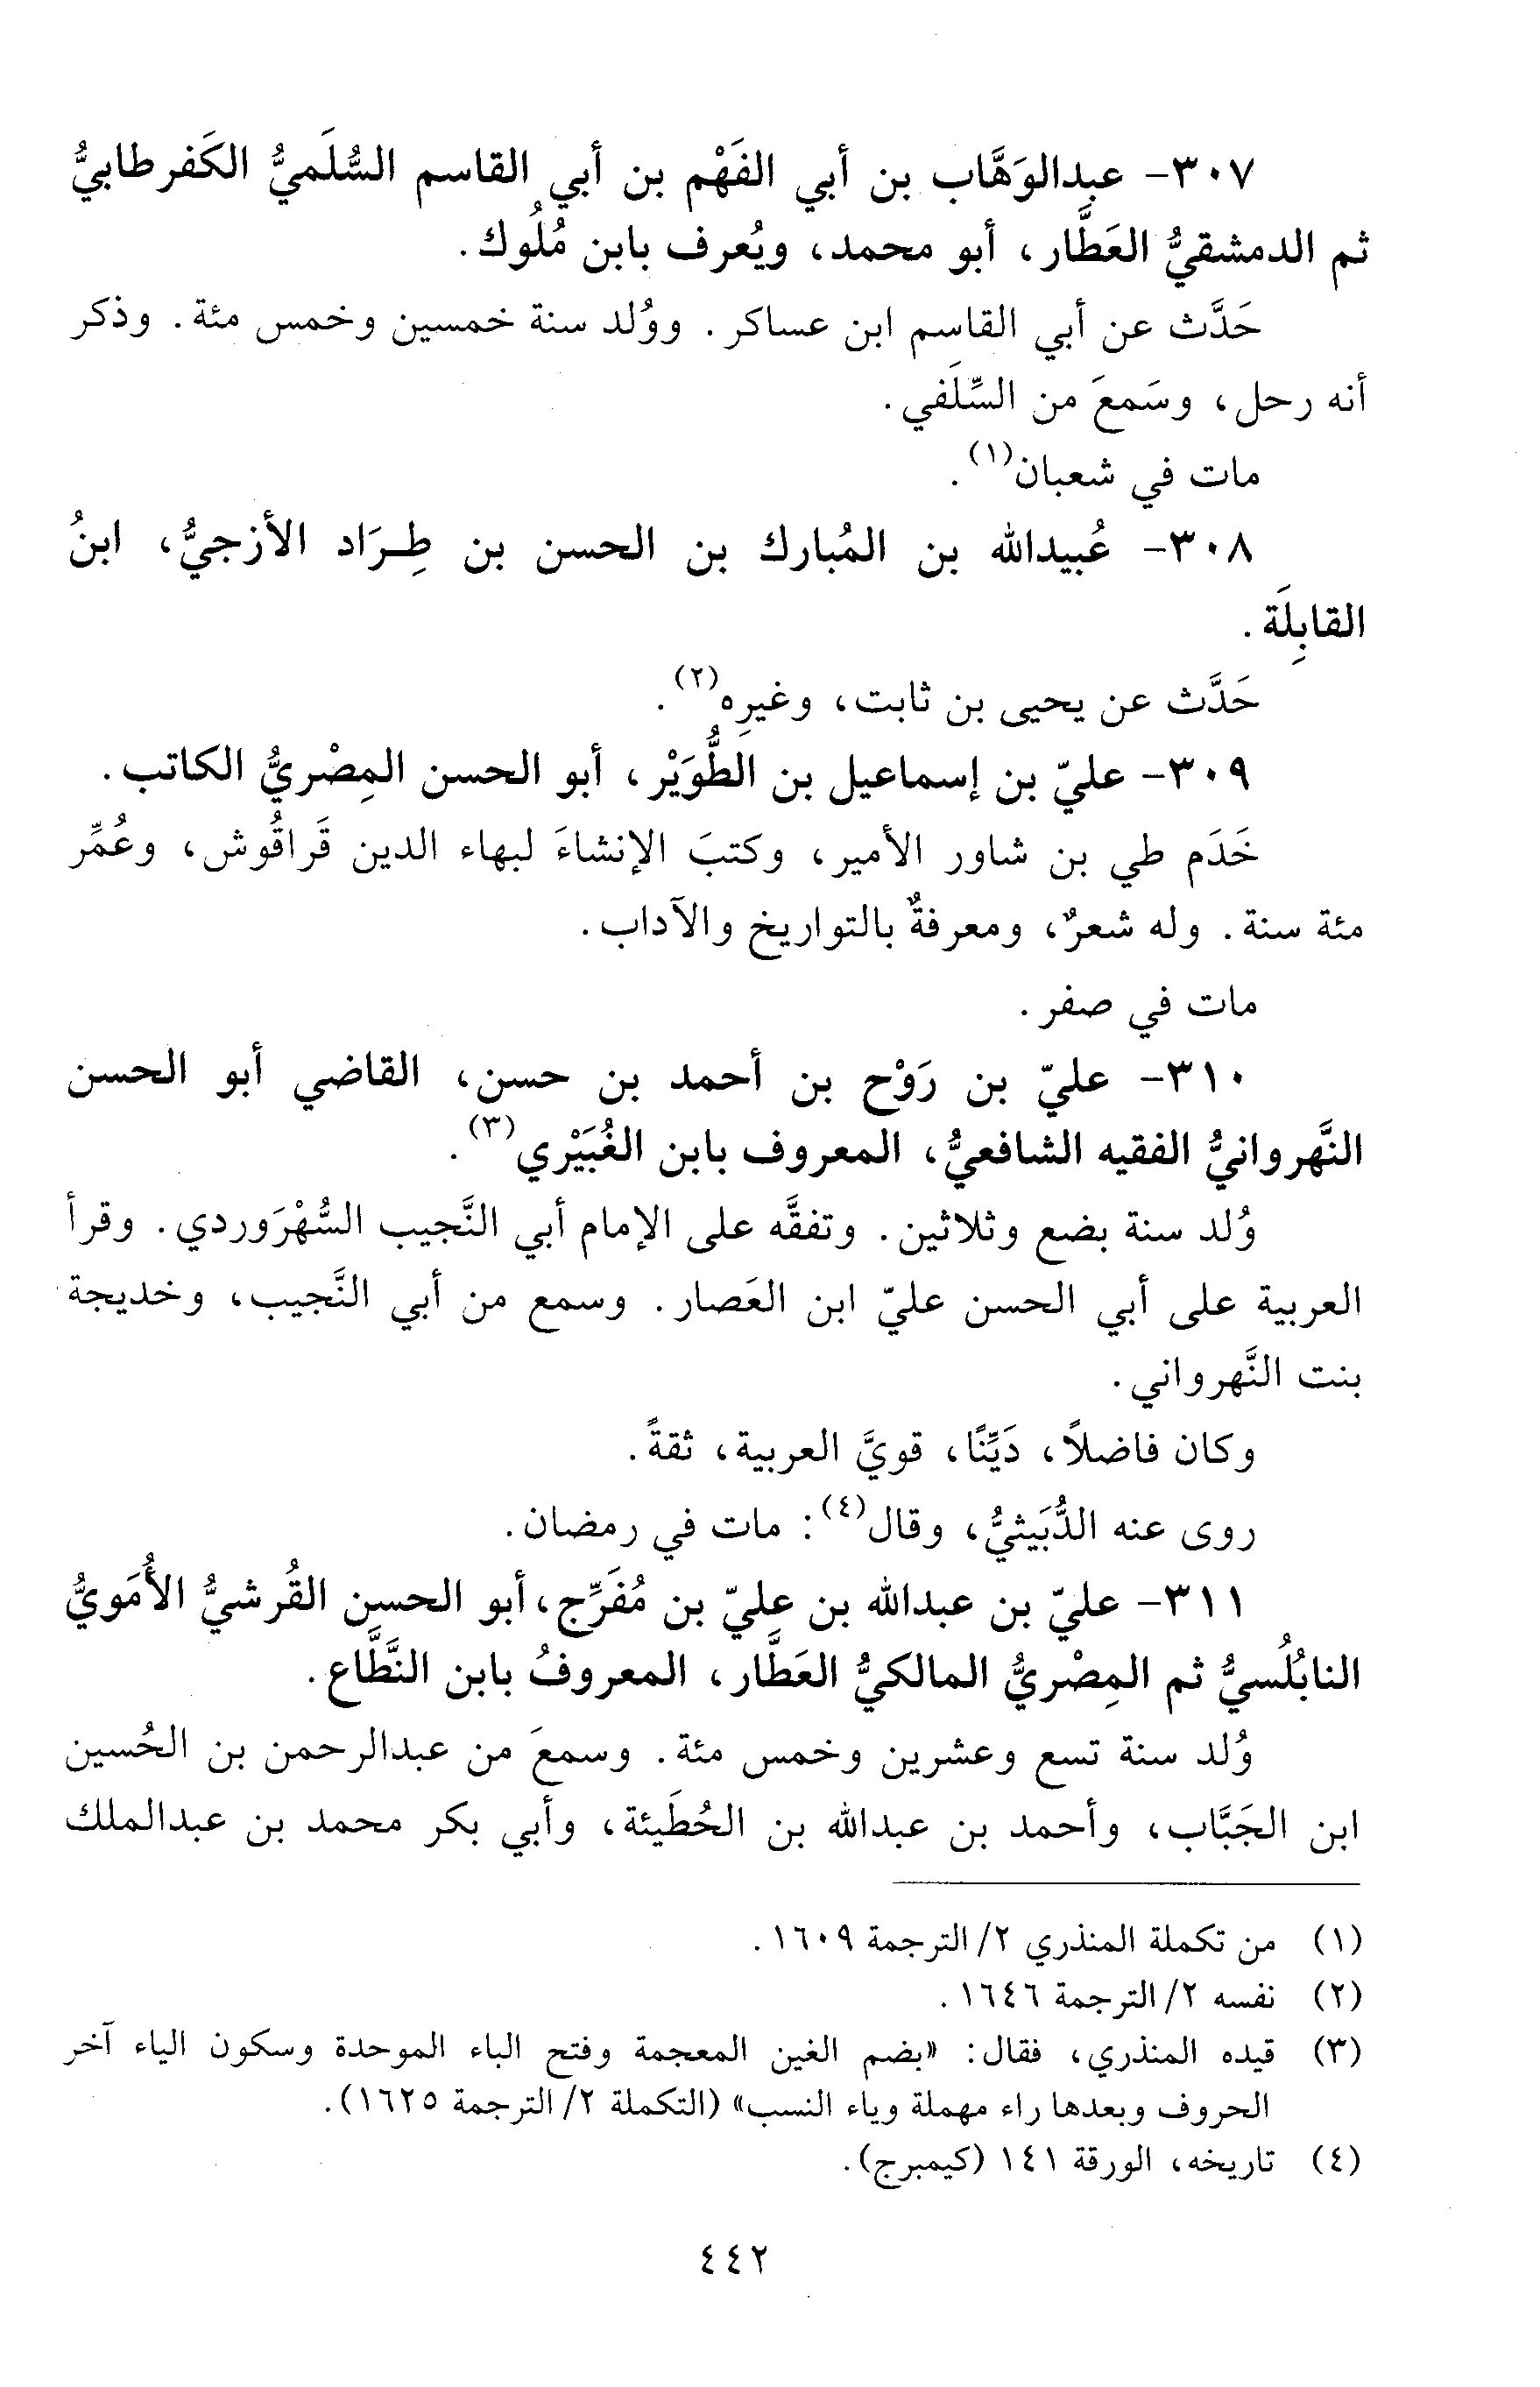 ٣٠٧- عبدالوَهَّاب بن أبي الفَهْم بن أبي القاسم السُّلَميُّ الكَفرطابيُّ
ثم الدمشقيُّ العَطَّار، أبو محمد، ويُعرف بابن مُلُوك.
حَدَّث عن أبي القاسم ابن عساكر. ووُلد سنة خمسين وخمس مئة. وذكر
أنه رحل، وسَمعَ من السِّلَفي.
مات في شعبان(١).
٣٠٨- عُبيدالله بن المُبارك بن الحسن بن طِـرَاد الأزجيُّ، ابنُ
القابِلَة.
حَدَّث عن يحيى بن ثابت، وغيرِه(٢).
٣٠٩- عليّ بن إسماعيل بن الطُّوَيْر، أبو الحسن المِصْريُّ الكاتب.
خَدَم طي بن شاور الأمير، وكتبَ الإنشاءَ لبهاء الدين قَراقُوش، وعُمِّر
مئة سنة. وله شعرٌ، ومعرفةٌ بالتواريخ والآداب.
مات في صفر.
٣١٠- عليّ بن رَوْح بن أحمد بن حسن، القاضي أبو الحسن
النَّهروانيُّ الفقيه الشافعيُّ، المعروف بابن الغُبَيْري(٣).
وُلد سنة بضع وثلاثين. وتفقَّه على الإمام أبي النَّجيب السُّهْرَوردي. وقرأ
العربية على أبي الحسن عليّ ابن العَصار. وسمع من أبي النَّجيب، وخديجة
بنت النَّهرواني.
وكان فاضلاً، دَيِّنًا، قويَّ العربية، ثقةً.
روى عنه الدُّبَيثيُّ، وقال(٤): مات في رمضان.
٣١١- عليّ بن عبدالله بن عليّ بن مُفَرِّج، أبو الحسن القُرشيُّ الأُمَويُّ
النابُلُسيُّ ثم المِصْريُّ المالكيُّ العَطَّار، المعروفُ بابن النَّطَّاع.
وُلد سنة تسع وعشرين وخمس مئة. وسمعَ من عبدالرحمن بن الحُسين
ابن الجَبَّاب، وأحمد بن عبدالله بن الحُطَيئة، وأبي بكر محمد بن عبدالملك
(١) من تكملة المنذري ٢/ الترجمة ١٦٠٩.
(٢) نفسه ٢/ الترجمة ١٦٤٦.
(٣) قيده المنذري، فقال: «بضم الغين المعجمة وفتح الباء الموحدة وسكون الياء آخر
الحروف وبعدها راء مهملة وياء النسب» (التكملة ٢/ الترجمة ١٦٢٥).
(٤) تاريخه، الورقة ١٤١ (كيمبرج).
٤٤٢